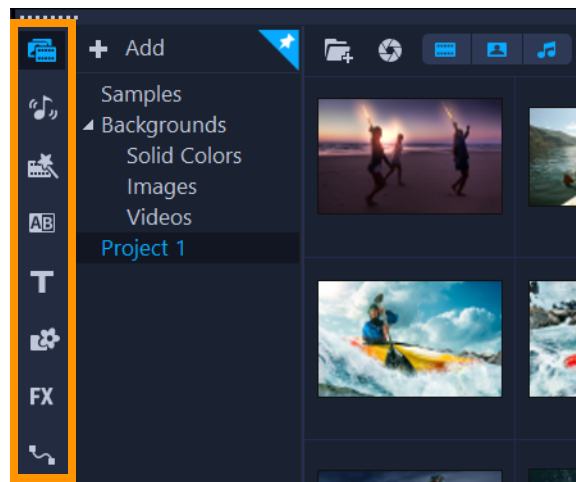 Add
Samples
Backgrounds
Solid Colors
Images
Videos
Project 1
AB
T
FX